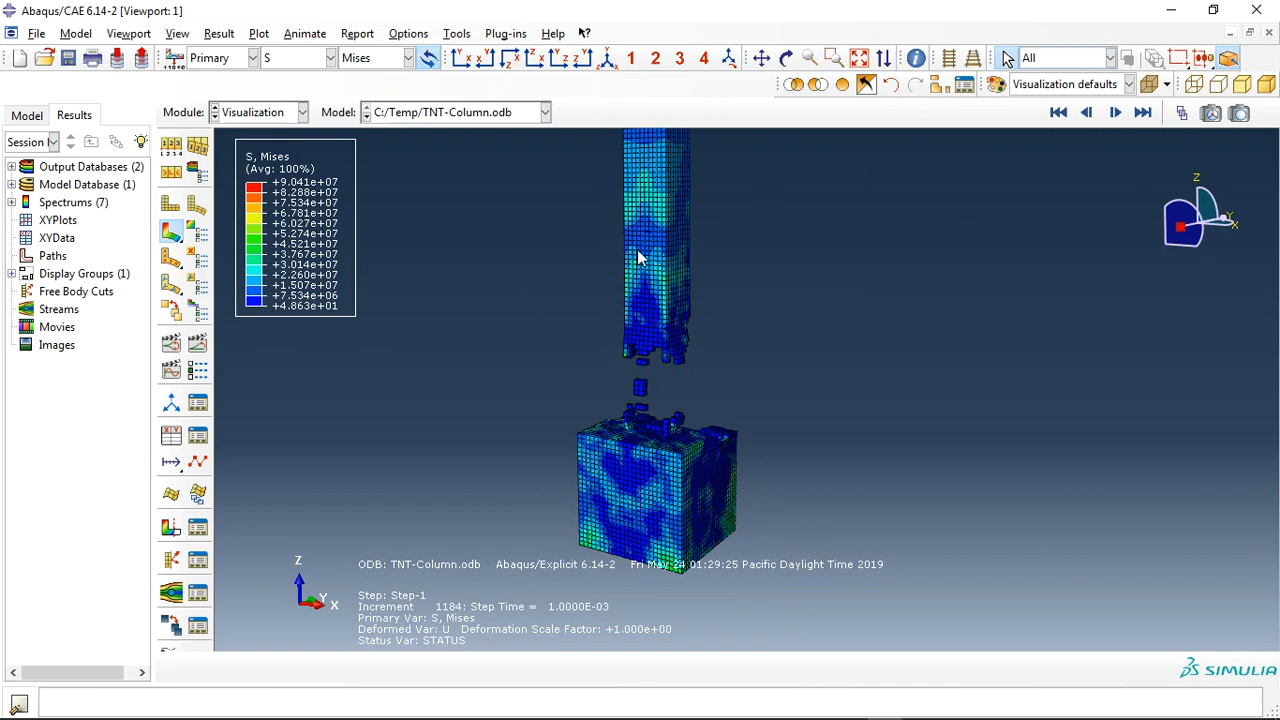 Abaqus/CAE 6.14-2 [Viewport: 1]
File Model Viewport View Result Plot Animate Report Options Tools Plug-ins Help
Primary S Mises 1 2 3 4 All
Visualization defaults
Model Results Module: Visualization Model: C:/Temp/TNT-Column.odb
Session
Output Databases (2)
Model Database (1)
Spectrums (7)
XYPlots
XYData
Paths
Display Groups (1)
Free Body Cuts
Streams
Movies
Images
S, Mises
(Avg: 100%)
+9.041e+07
+8.288e+07
+7.534e+07
+6.781e+07
+6.027e+07
+5.274e+07
+4.521e+07
+3.767e+07
+3.014e+07
+2.260e+07
+1.507e+07
+7.534e+06
+4.863e+01
Z
Y
X
Z
Y
X
ODB: TNT-Column.odb Abaqus/Explicit 6.14-2 Fri May 24 01:29:25 Pacific Daylight Time 2019
Step: Step-1
Increment 1184: Step Time = 1.0000E-03
Primary Var: S, Mises
Deformed Var: U Deformation Scale Factor: +1.000e+00
Status Var: STATUS
SIMULIA